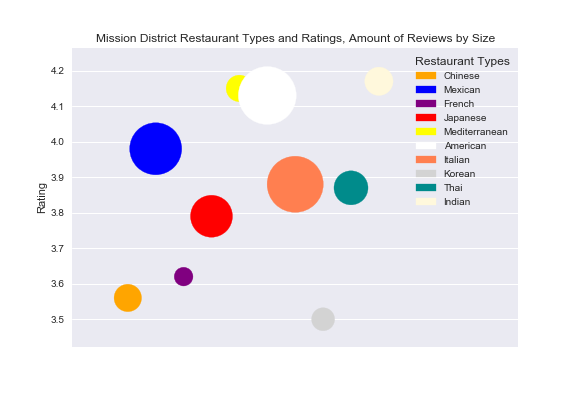 Mission District Restaurant Types and Ratings, Amount of Reviews by Size
Restaurant Types
Chinese
Mexican
French
Japanese
Mediterranean
American
Italian
Korean
Thai
Indian
Rating
4.2
4.1
4.0
3.9
3.8
3.7
3.6
3.5